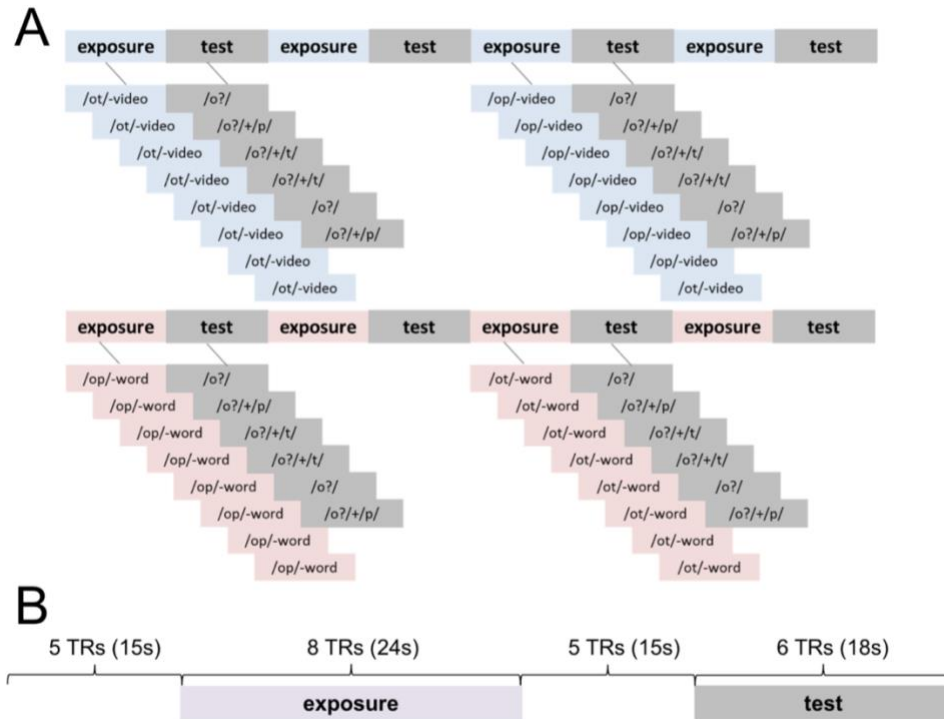 A
exposure test exposure test exposure test exposure test
/ot/-video /o?/ /op/-video /o?/
/ot/-video /o?/+/p/ /op/-video /o?/+/p/
/ot/-video /o?/+/t/ /op/-video /o?/+/t/
/ot/-video /o?/+/t/ /op/-video /o?/+/t/
/ot/-video /o?/ /op/-video /o?/
/ot/-video /o?/+/p/ /op/-video /o?/+/p/
/ot/-video /op/-video
/ot/-video /ot/-video
exposure test exposure test exposure test exposure test
/op/-word /o?/ /ot/-word /o?/
/op/-word /o?/+/p/ /ot/-word /o?/+/p/
/op/-word /o?/+/t/ /ot/-word /o?/+/t/
/op/-word /o?/+/t/ /ot/-word /o?/+/t/
/op/-word /o?/ /ot/-word /o?/
/op/-word /o?/+/p/ /ot/-word /o?/+/p/
/op/-word /ot/-word
/op/-word /ot/-word
B
5 TRs (15s) 8 TRs (24s) 5 TRs (15s) 6 TRs (18s)
exposure test